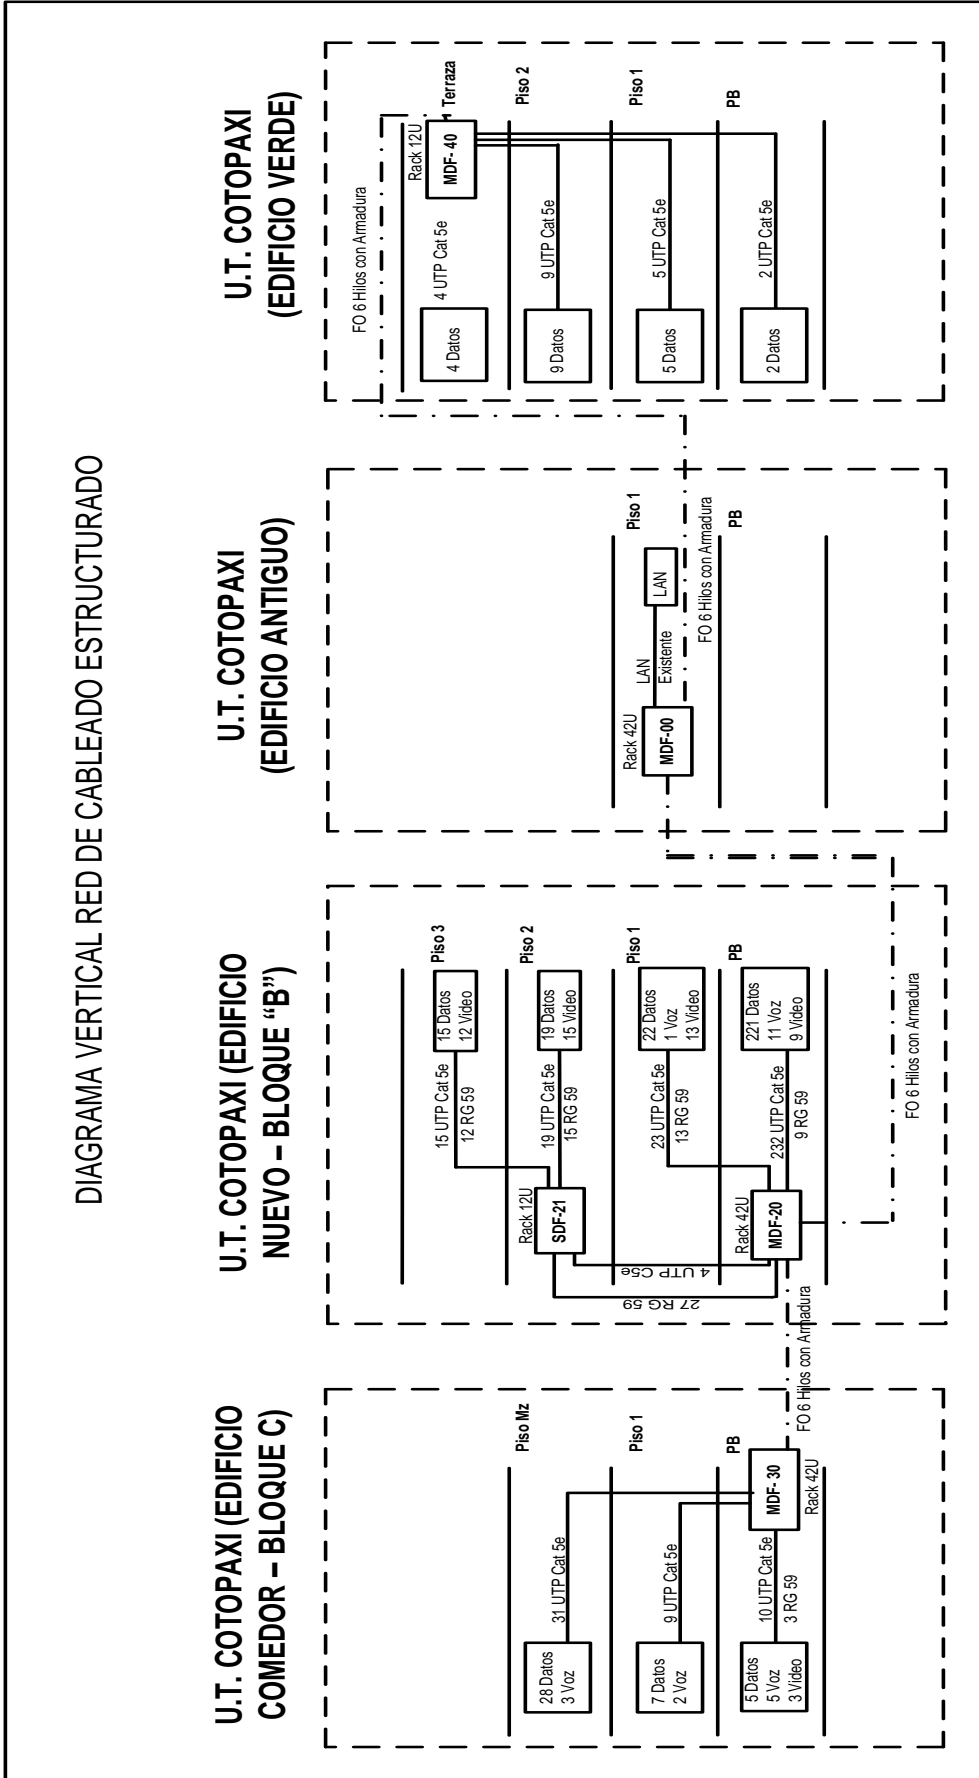 DIAGRAMA VERTICAL RED DE CABLEADO ESTRUCTURADO
U.T. COTOPAXI (EDIFICIO
COMEDOR – BLOQUE C)
Piso Mz
28 Datos
3 Voz
31 UTP Cat 5e
Piso 1
7 Datos
2 Voz
9 UTP Cat 5e
PB
5 Datos
5 Voz
3 Video
10 UTP Cat 5e
3 RG 59
MDF- 30
Rack 42U
FO 6 Hilos con Armadura
U.T. COTOPAXI (EDIFICIO
NUEVO – BLOQUE “B”)
Piso 3
15 UTP Cat 5e
12 RG 59
15 Datos
12 Video
Piso 2
Rack 12U
SDF-21
19 UTP Cat 5e
15 RG 59
19 Datos
15 Video
Piso 1
27 RG 59
4 UTP C5e
23 UTP Cat 5e
13 RG 59
22 Datos
1 Voz
13 Video
PB
Rack 42U
MDF-20
232 UTP Cat 5e
9 RG 59
221 Datos
11 Voz
9 Video
FO 6 Hilos con Armadura
U.T. COTOPAXI
(EDIFICIO ANTIGUO)
Piso 1
Rack 42U
MDF-00
LAN
Existente
LAN
FO 6 Hilos con Armadura
PB
U.T. COTOPAXI
(EDIFICIO VERDE)
FO 6 Hilos con Armadura
Rack 12U
Terraza
MDF- 40
4 UTP Cat 5e
4 Datos
Piso 2
9 UTP Cat 5e
9 Datos
Piso 1
5 UTP Cat 5e
5 Datos
PB
2 UTP Cat 5e
2 Datos